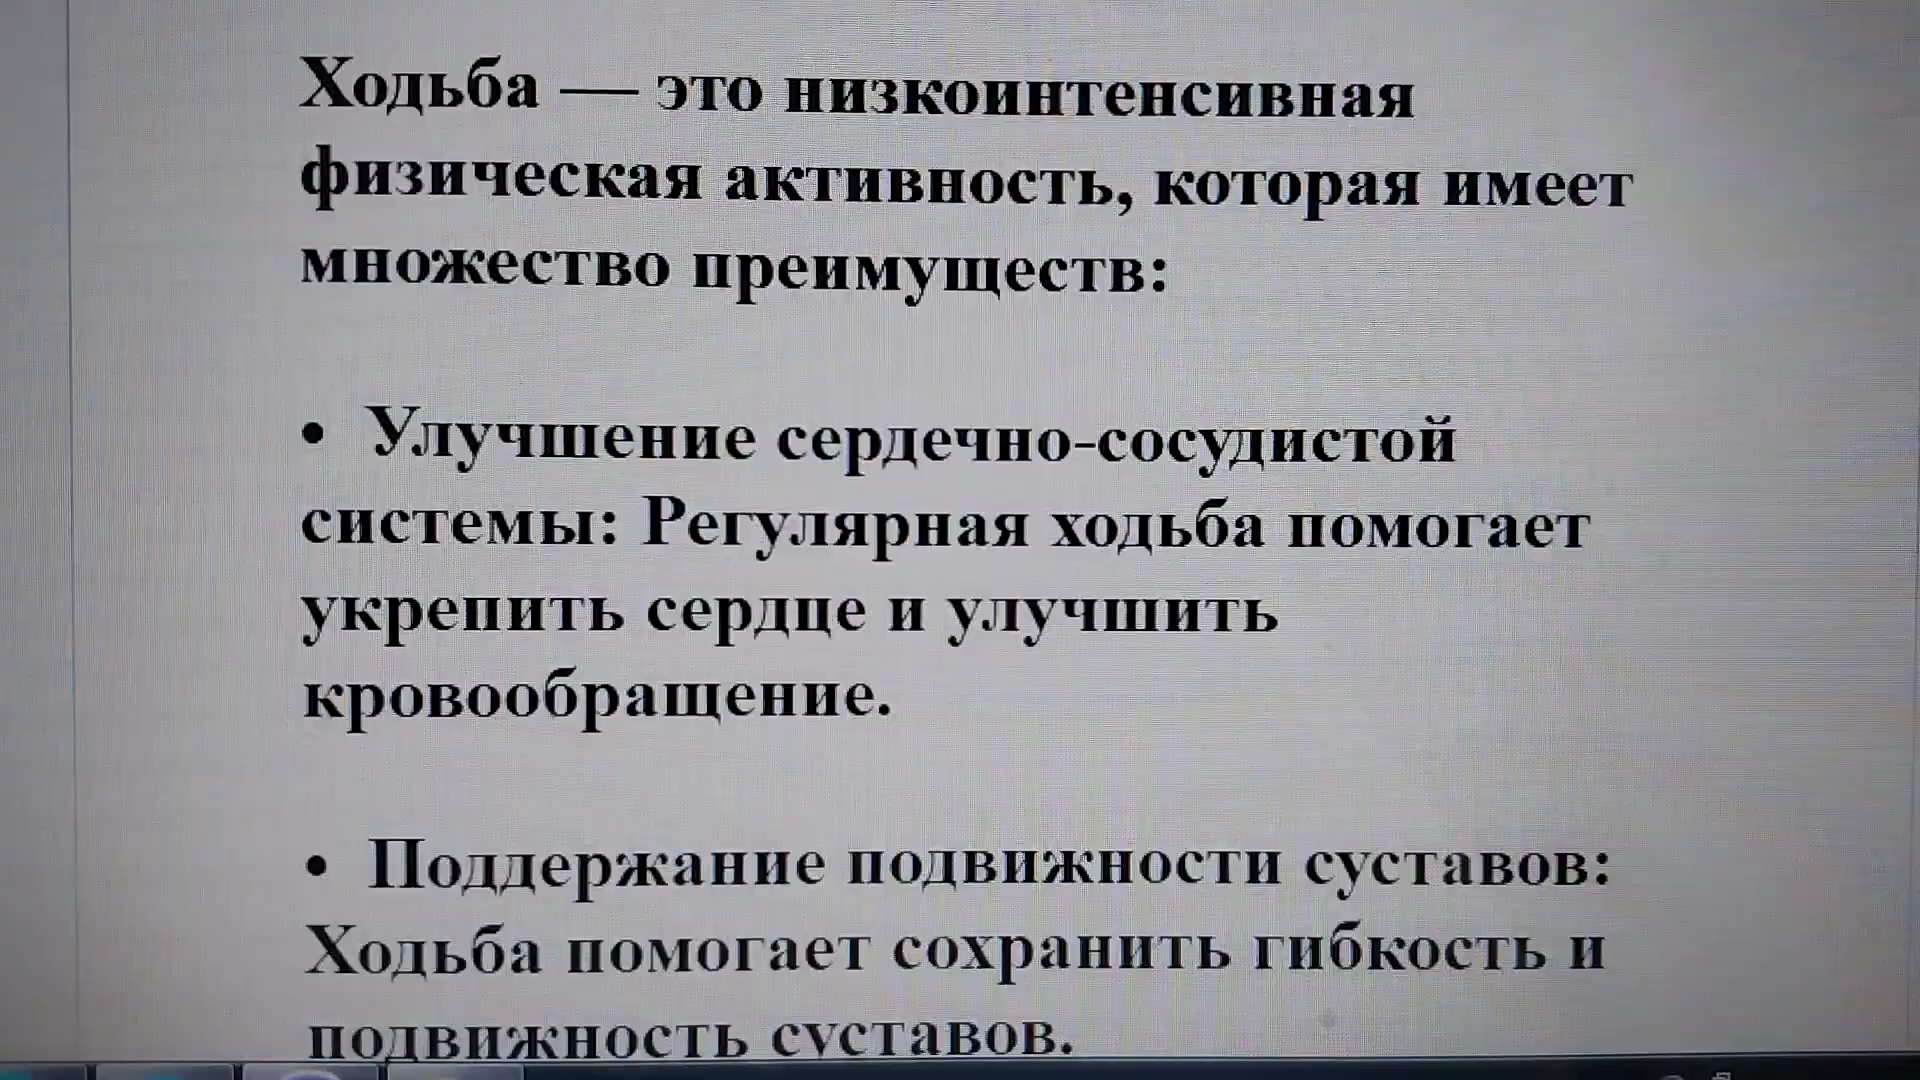 Ходьба — это низкоинтенсивная
физическая активность, которая имеет
множество преимуществ:
• Улучшение сердечно-сосудистой
системы: Регулярная ходьба помогает
укрепить сердце и улучшить
кровообращение.
• Поддержание подвижности суставов:
Ходьба помогает сохранить гибкость и
подвижность суставов.